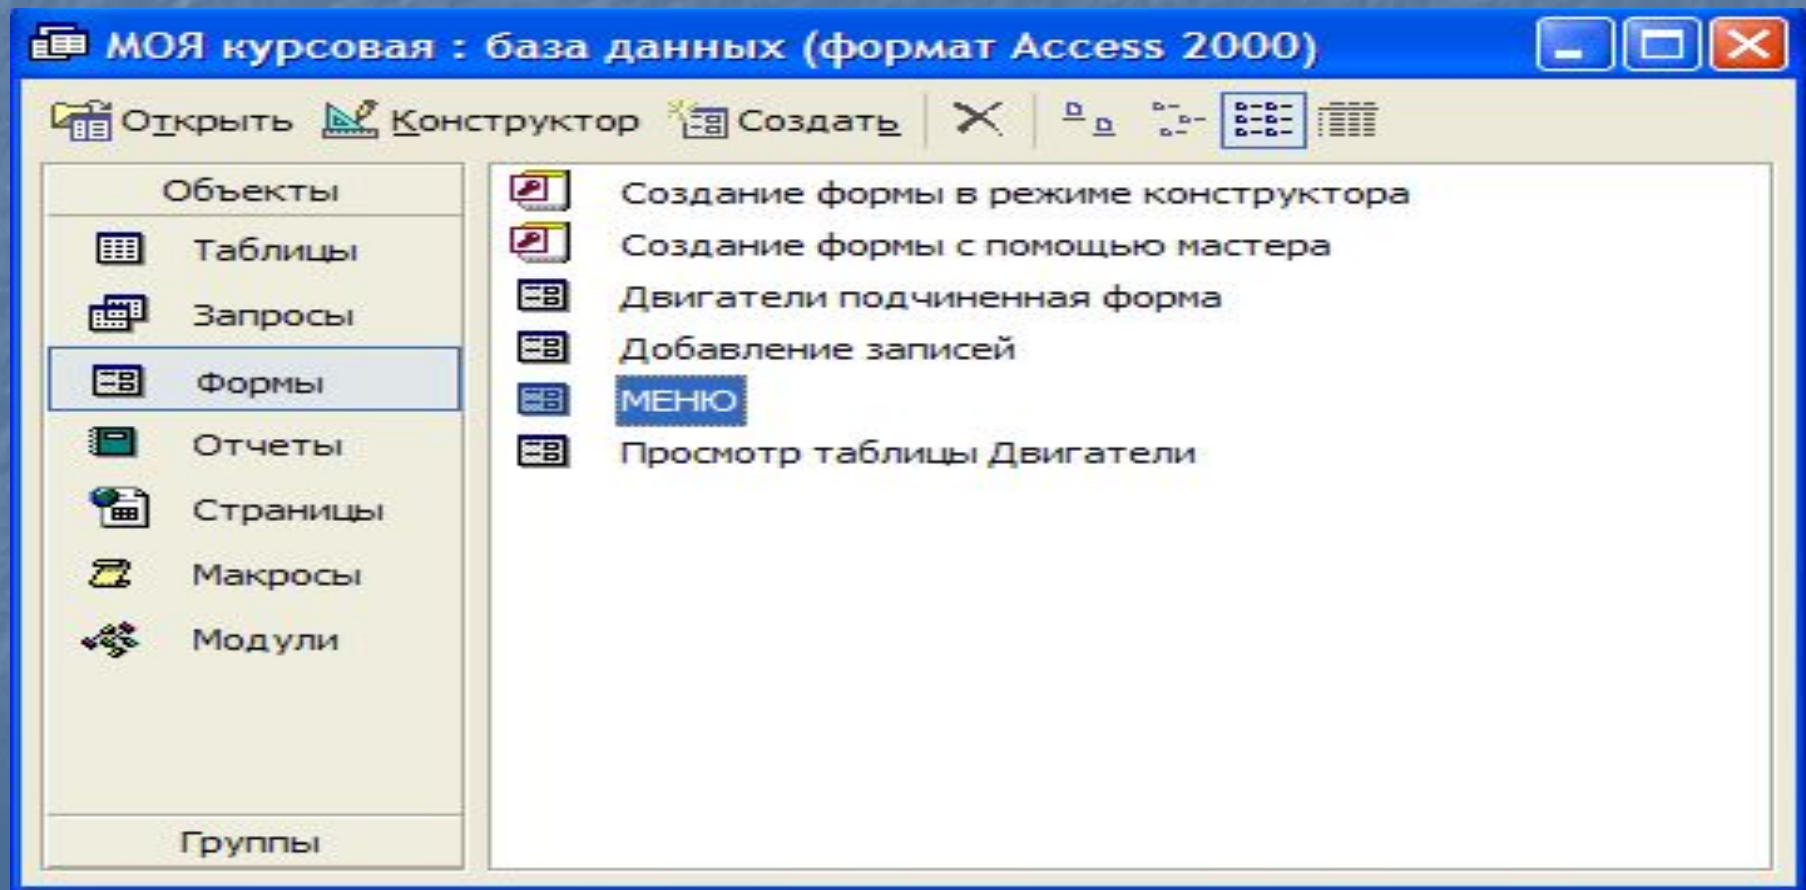 МОЯ курсовая : база данных (формат Access 2000)
Открыть Конструктор Создать
Объекты
Таблицы
Запросы
Формы
Отчеты
Страницы
Макросы
Модули
Группы
Создание формы в режиме конструктора
Создание формы с помощью мастера
Двигатели подчиненная форма
Добавление записей
МЕНЮ
Просмотр таблицы Двигатели